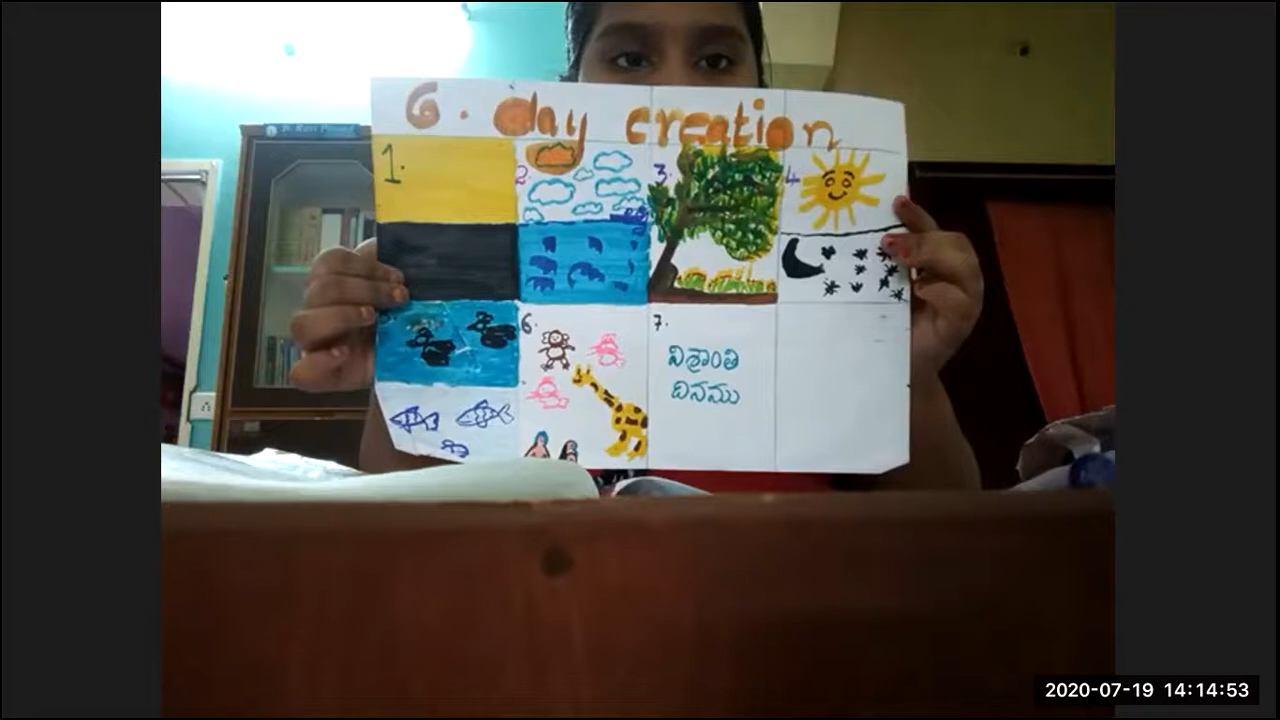 6. day creation
1.
2.
3.
4
6.
7.
విశ్రాంతి
దినము
2020-07-19 14:14:53